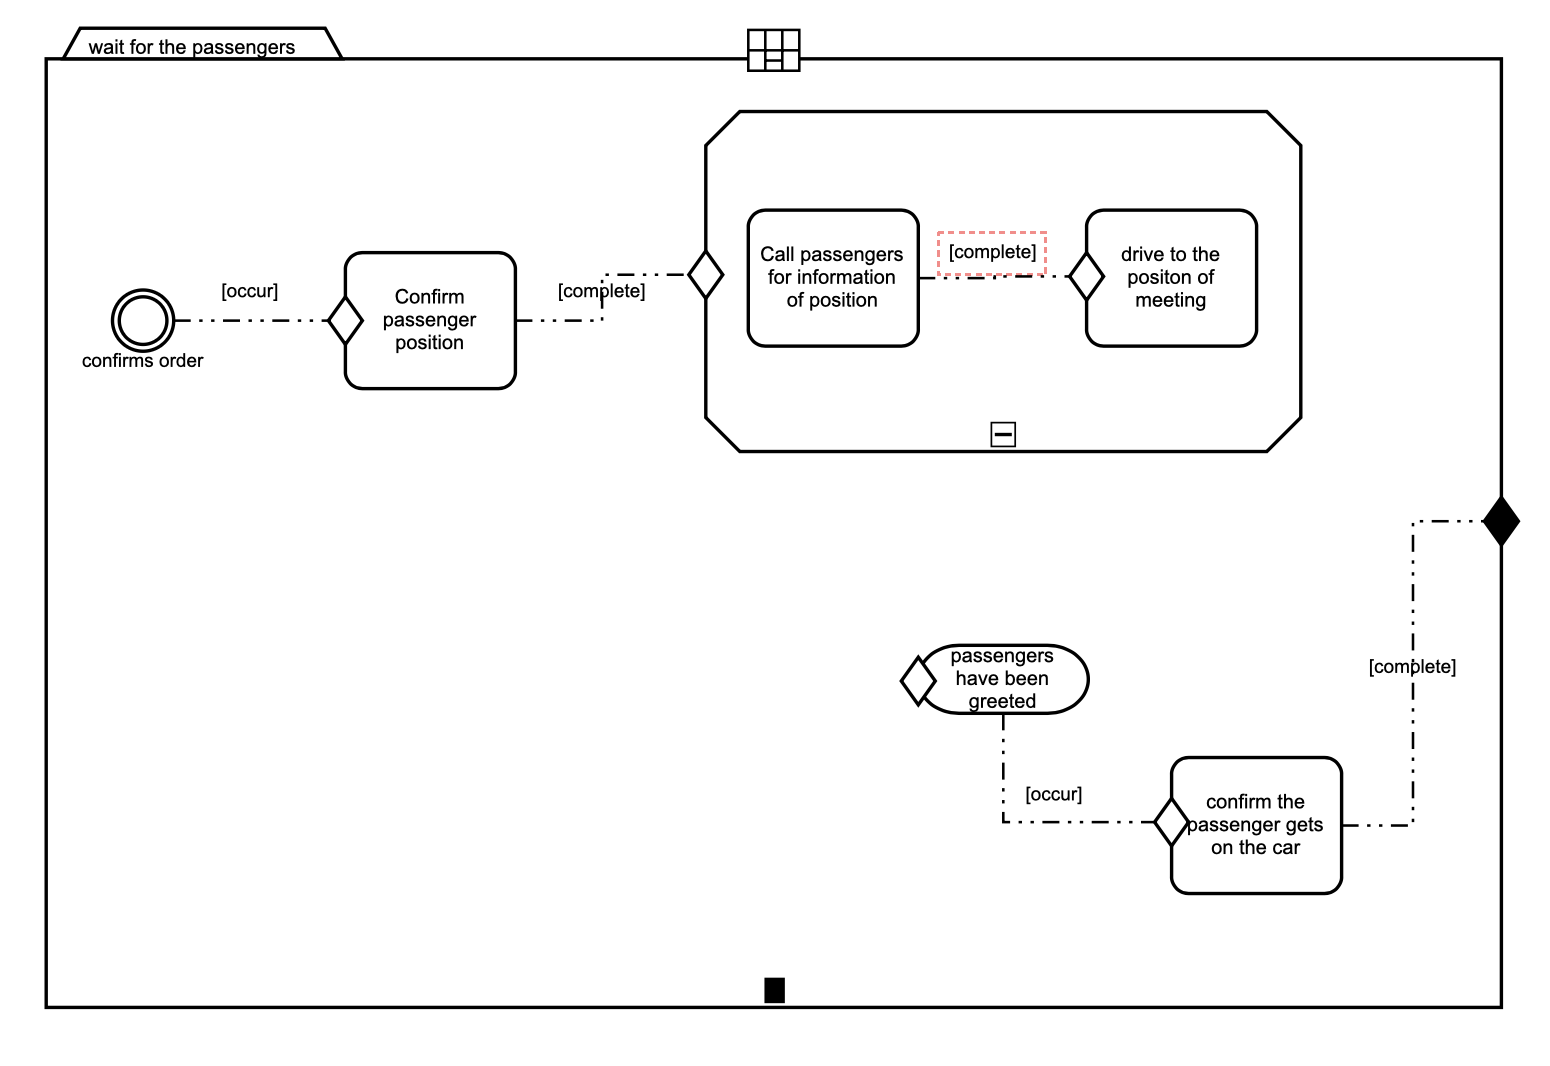 wait for the passengers
[occur]
confirms order
Confirm
passenger
position
[complete]
Call passengers
for information
of position
[complete]
drive to the
positon of
meeting
passengers
have been
greeted
[occur]
confirm the
passenger gets
on the car
[complete]